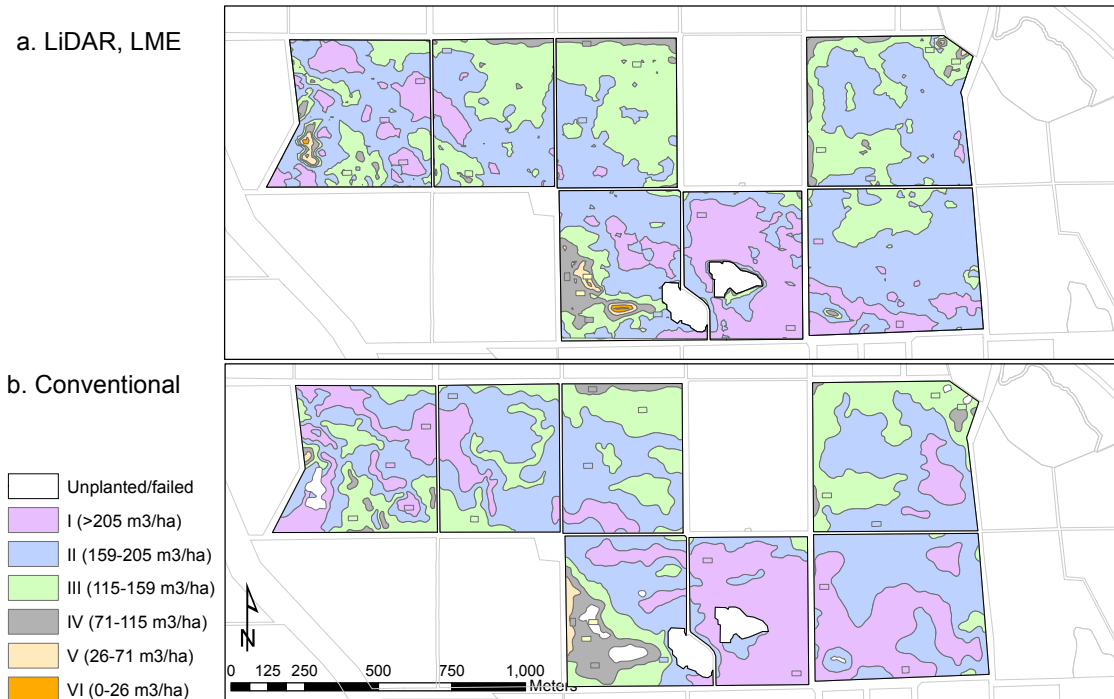 a. LiDAR, LME
b. Conventional
Unplanted/failed
I (>205 m3/ha)
II (159-205 m3/ha)
III (115-159 m3/ha)
IV (71-115 m3/ha)
V (26-71 m3/ha)
VI (0-26 m3/ha)
N
0 125 250 500 750 1,000
Meters